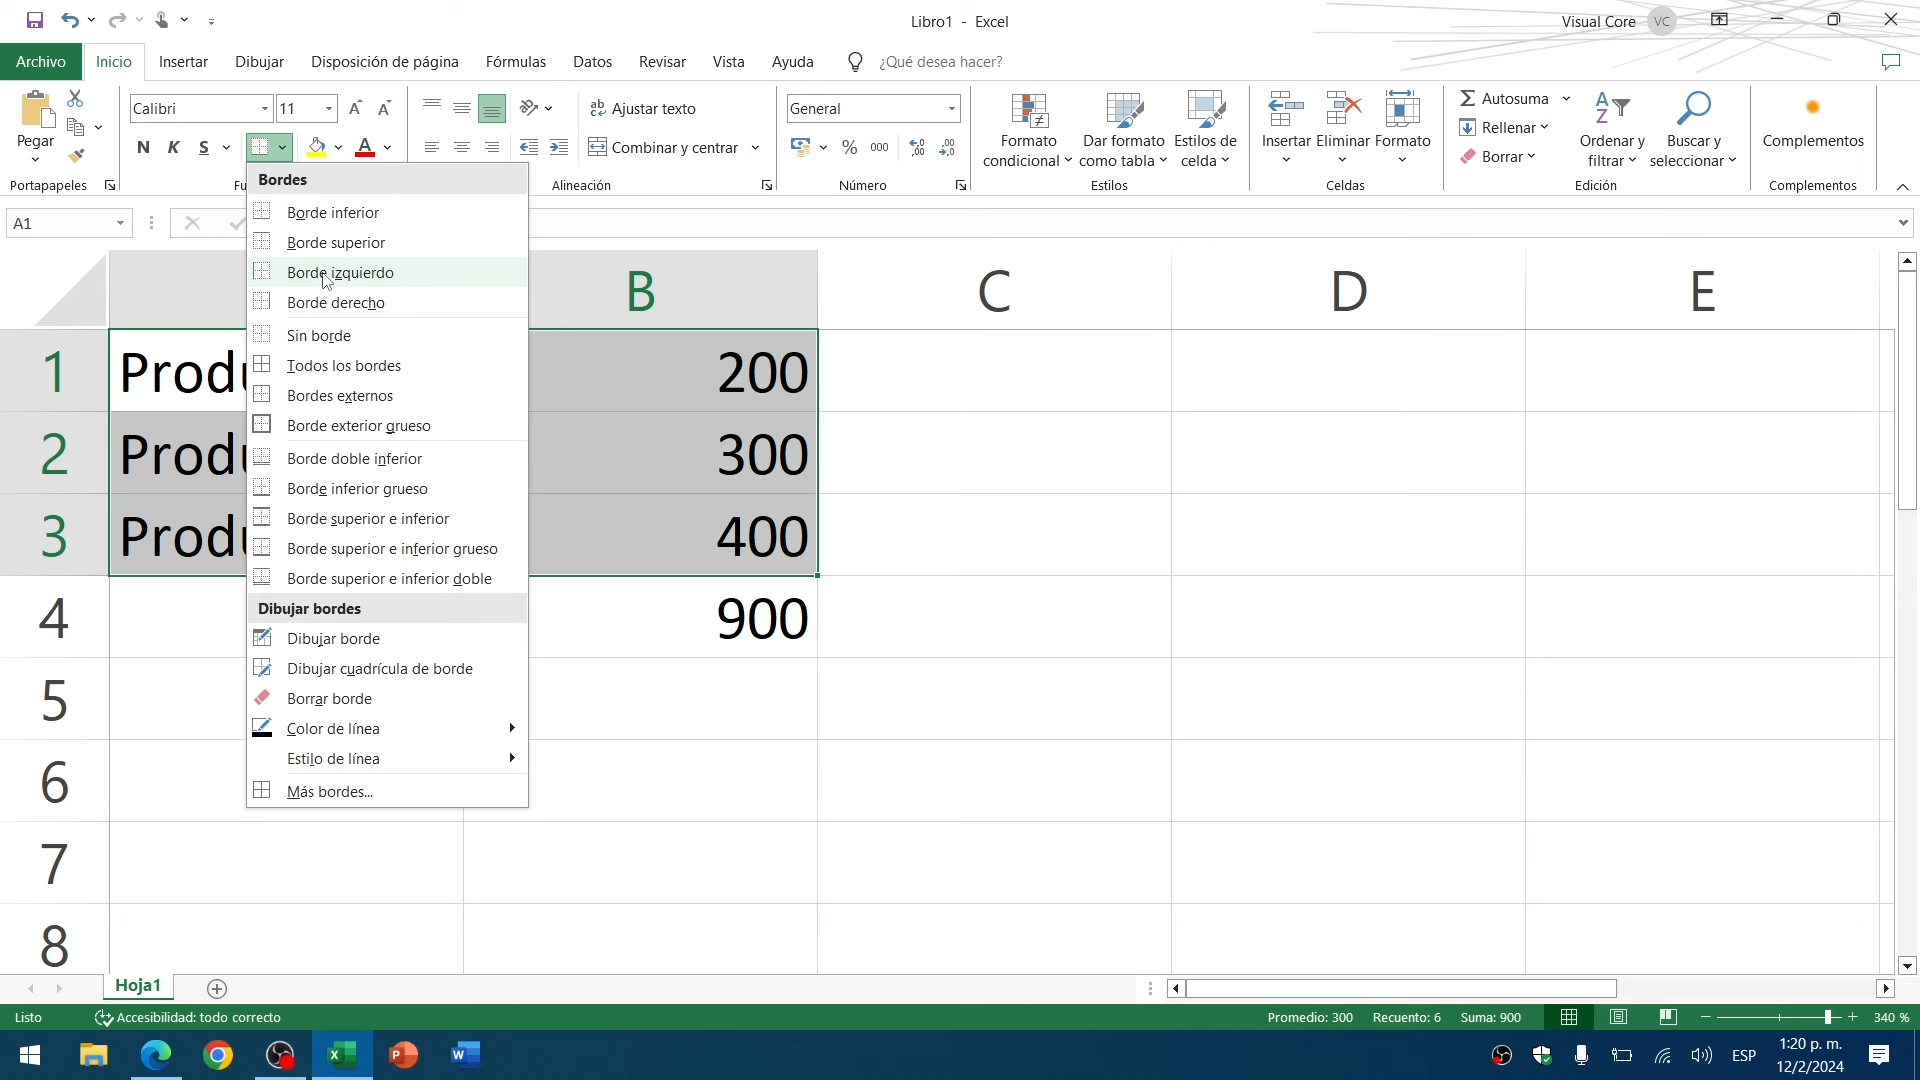 Libro1 - Excel
Visual Core VC
Archivo Inicio Insertar Dibujar Disposición de página Fórmulas Datos Revisar Vista Ayuda ¿Qué desea hacer?
Calibri 11 ab Ajustar texto General Autosuma
Rellenar
Pegar N K S A Combinar y centrar % 000 Formato condicional Dar formato como tabla Estilos de celda Insertar Eliminar Formato Borrar Ordenar y filtrar Buscar y seleccionar Complementos
Portapapeles Fu Alineación Número Estilos Celdas Edición Complementos
A1
Bordes
Borde inferior
Borde superior
Borde izquierdo
Borde derecho
Sin borde
Todos los bordes
Bordes externos
Borde exterior grueso
Borde doble inferior
Borde inferior grueso
Borde superior e inferior
Borde superior e inferior grueso
Borde superior e inferior doble
Dibujar bordes
Dibujar borde
Dibujar cuadrícula de borde
Borrar borde
Color de línea
Estilo de línea
Más bordes...
B C D E
1 Produ 200
2 Produ 300
3 Produ 400
4 900
5
6
7
8
Hoja1
Listo Accesibilidad: todo correcto Promedio: 300 Recuento: 6 Suma: 900 340 %
ESP 1:20 p. m.
12/2/2024